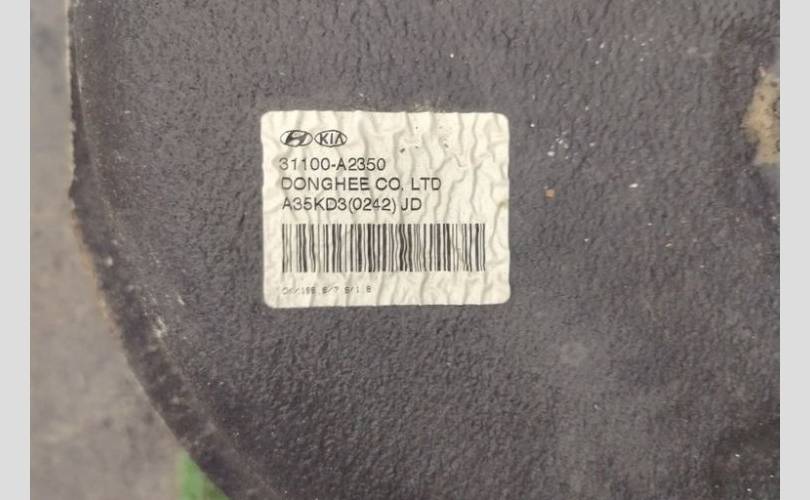 KIA
31100-A2350
DONGHEE CO. LTD
A35KD3(0242) JD